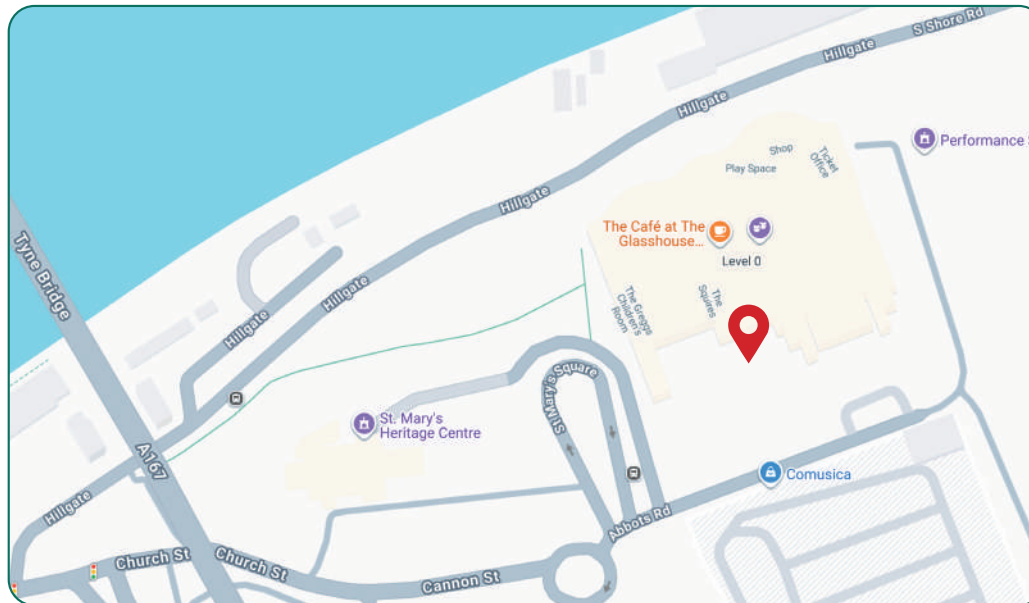 S Shore Rd
Hillgate
Hillgate
Performance
Shop
Ticket
Office
Play Space
Hillgate
The Café at The
Glasshouse...
Level 0
Tyne Bridge
Hillgate
Hillgate
The Greggs
Children's
Room
The
Squires
St Mary's Square
St. Mary's
Heritage Centre
A167
Comusica
Hillgate
Abbots Rd
Church St
Church St
Cannon St